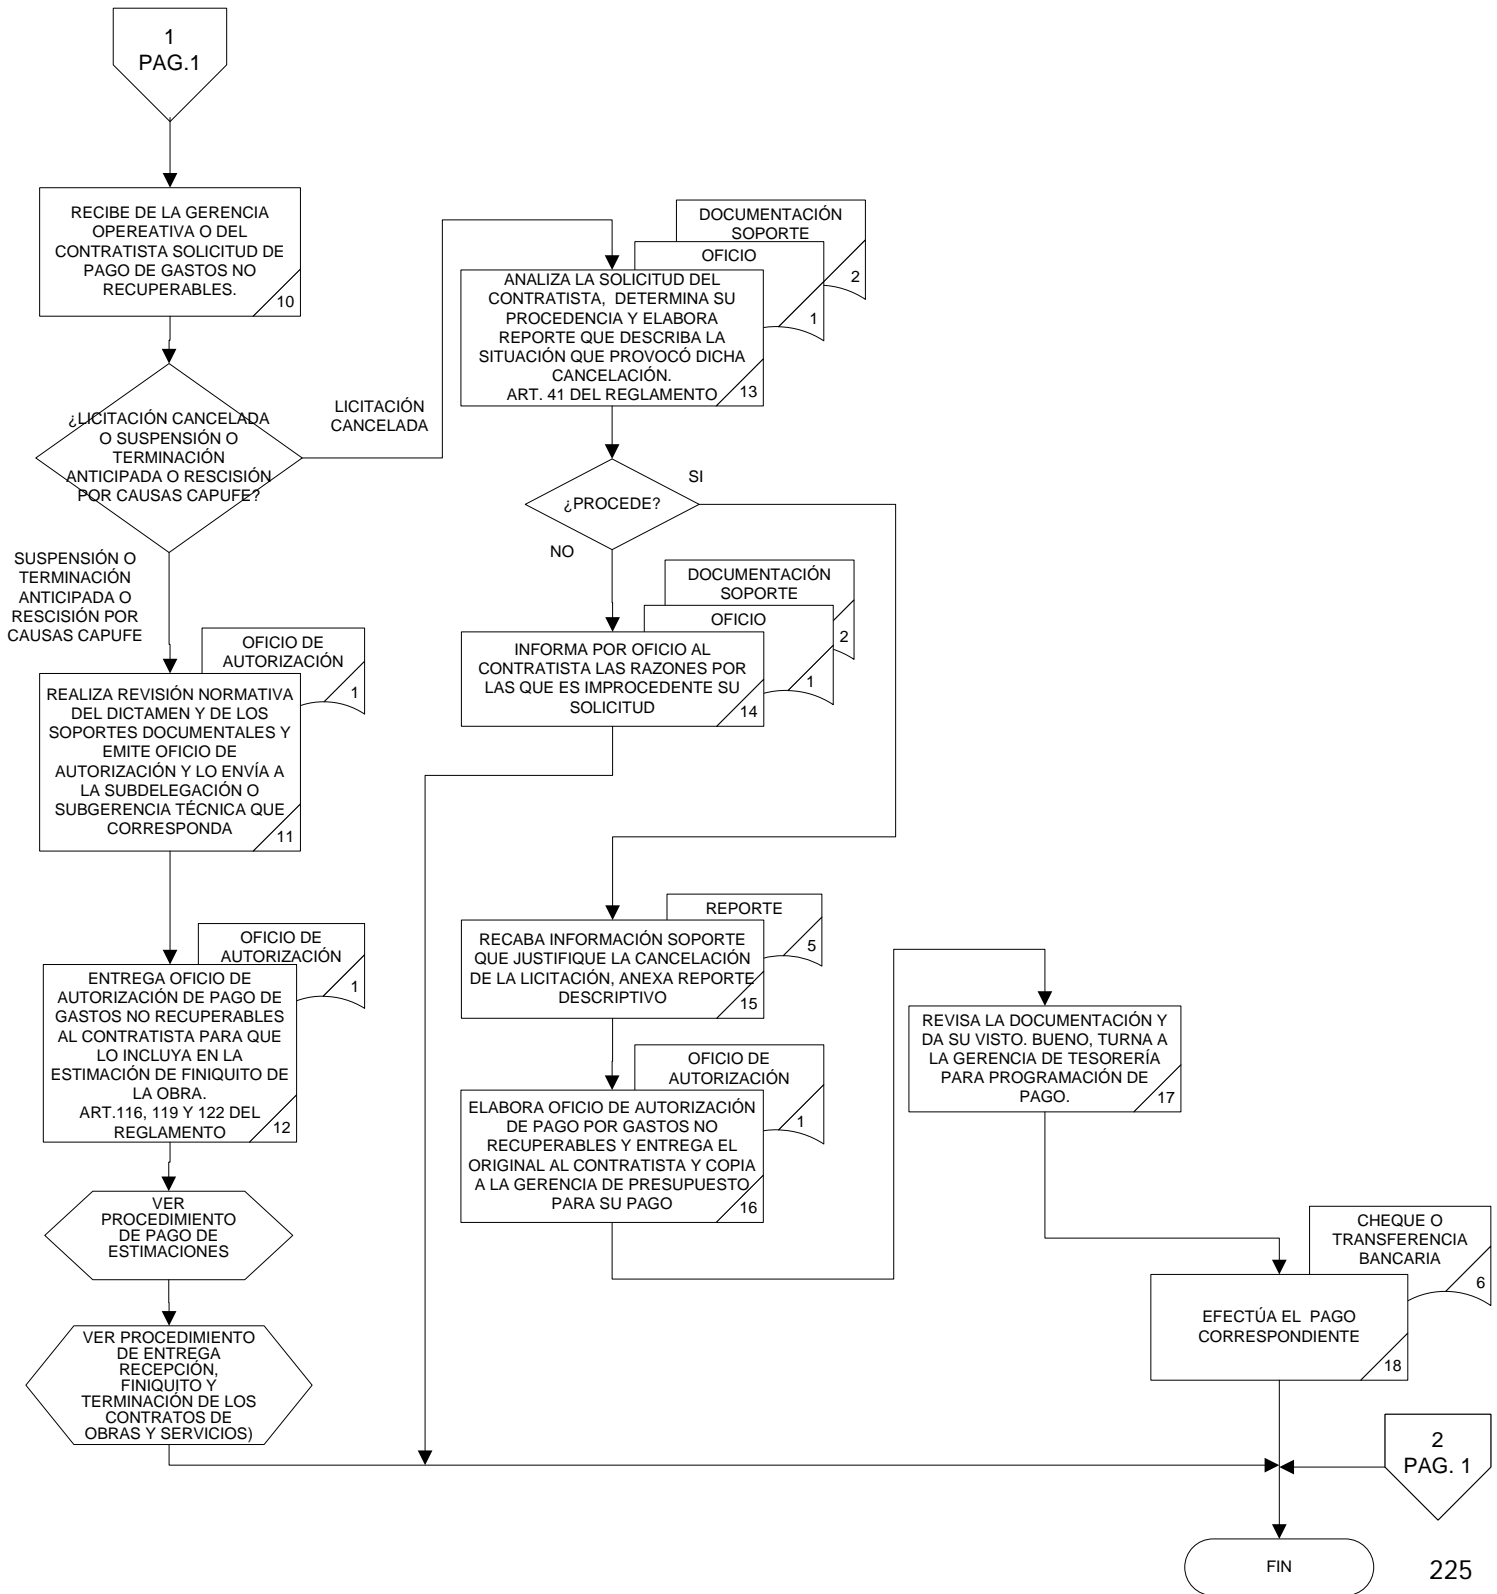 1
PAG.1
RECIBE DE LA GERENCIA
OPEREATIVA O DEL
CONTRATISTA SOLICITUD DE
PAGO DE GASTOS NO
RECUPERABLES.
10
¿LICITACIÓN CANCELADA
O SUSPENSIÓN O
TERMINACIÓN
ANTICIPADA O RESCISIÓN
POR CAUSAS CAPUFE?
LICITACIÓN
CANCELADA
SUSPENSIÓN O
TERMINACIÓN
ANTICIPADA O
RESCISIÓN POR
CAUSAS CAPUFE
OFICIO DE
AUTORIZACIÓN
1
REALIZA REVISIÓN NORMATIVA
DEL DICTAMEN Y DE LOS
SOPORTES DOCUMENTALES Y
EMITE OFICIO DE
AUTORIZACIÓN Y LO ENVÍA A
LA SUBDELEGACIÓN O
SUBGERENCIA TÉCNICA QUE
CORRESPONDA
11
OFICIO DE
AUTORIZACIÓN
1
ENTREGA OFICIO DE
AUTORIZACIÓN DE PAGO DE
GASTOS NO RECUPERABLES
AL CONTRATISTA PARA QUE
LO INCLUYA EN LA
ESTIMACIÓN DE FINIQUITO DE
LA OBRA.
ART.116, 119 Y 122 DEL
REGLAMENTO
12
VER
PROCEDIMIENTO
DE PAGO DE
ESTIMACIONES
VER PROCEDIMIENTO
DE ENTREGA
RECEPCIÓN,
FINIQUITO Y
TERMINACIÓN DE LOS
CONTRATOS DE
OBRAS Y SERVICIOS)
DOCUMENTACIÓN
SOPORTE
2
OFICIO
1
ANALIZA LA SOLICITUD DEL
CONTRATISTA, DETERMINA SU
PROCEDENCIA Y ELABORA
REPORTE QUE DESCRIBA LA
SITUACIÓN QUE PROVOCÓ DICHA
CANCELACIÓN.
ART. 41 DEL REGLAMENTO
13
¿PROCEDE?
SI
NO
DOCUMENTACIÓN
SOPORTE
2
OFICIO
1
INFORMA POR OFICIO AL
CONTRATISTA LAS RAZONES POR
LAS QUE ES IMPROCEDENTE SU
SOLICITUD
14
REPORTE
5
RECABA INFORMACIÓN SOPORTE
QUE JUSTIFIQUE LA CANCELACIÓN
DE LA LICITACIÓN, ANEXA REPORTE
DESCRIPTIVO
15
OFICIO DE
AUTORIZACIÓN
1
ELABORA OFICIO DE AUTORIZACIÓN
DE PAGO POR GASTOS NO
RECUPERABLES Y ENTREGA EL
ORIGINAL AL CONTRATISTA Y COPIA
A LA GERENCIA DE PRESUPUESTO
PARA SU PAGO
16
REVISA LA DOCUMENTACIÓN Y
DA SU VISTO. BUENO, TURNA A
LA GERENCIA DE TESORERÍA
PARA PROGRAMACIÓN DE
PAGO.
17
CHEQUE O
TRANSFERENCIA
BANCARIA
6
EFECTÚA EL PAGO
CORRESPONDIENTE
18
2
PAG. 1
FIN
225